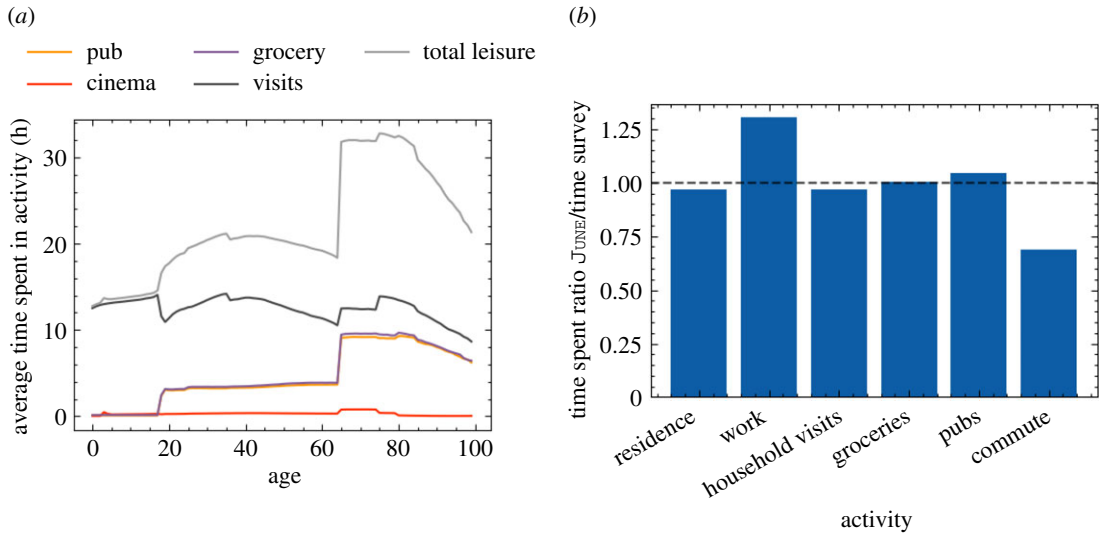 (a)
pub
grocery
total leisure
cinema
visits
average time spent in activity (h)
30
20
10
0
0
20
40
60
80
100
age
(b)
time spent ratio JUNE/time survey
1.25
1.00
0.75
0.50
0.25
0
residence
work
household visits
groceries
pubs
commute
activity